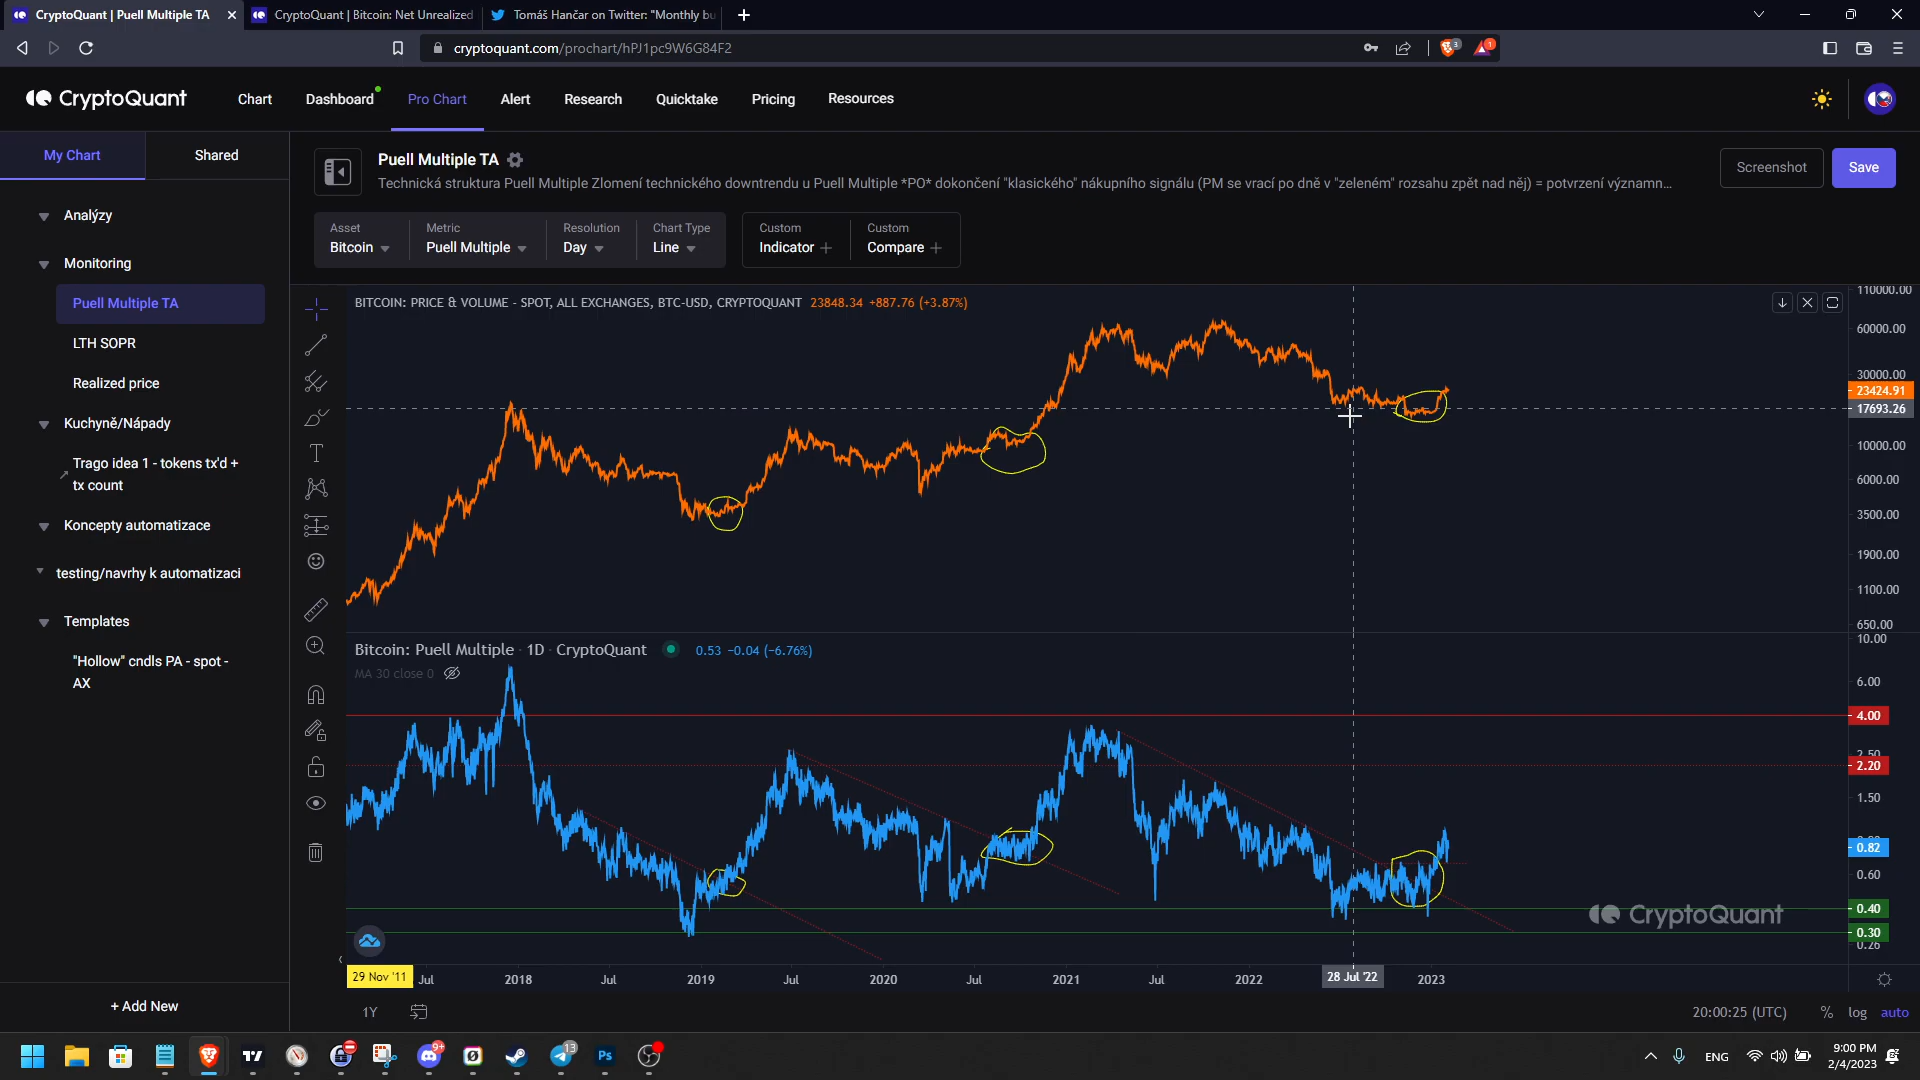 CryptoQuant | Puell Multiple TA
CryptoQuant | Bitcoin: Net Unrealized
Tomáš Hančar on Twitter: "Monthly bu
cryptoquant.com/prochart/hPJ1pc9W6G84F2
3
1
CryptoQuant
Chart
Dashboard
Pro Chart
Alert
Research
Quicktake
Pricing
Resources
My Chart
Shared
Analýzy
Monitoring
Puell Multiple TA
LTH SOPR
Realized price
Kuchyně/Nápady
Trago idea 1 - tokens tx'd +
tx count
Koncepty automatizace
testing/navrhy k automatizaci
Templates
"Hollow" cndls PA - spot -
AX
+ Add New
Puell Multiple TA
Technická struktura Puell Multiple Zlomení technického downtrendu u Puell Multiple *PO* dokončení "klasického" nákupního signálu (PM se vrací po dně v "zeleném" rozsahu zpět nad něj) = potvrzení významn...
Screenshot
Save
Asset
Bitcoin
Metric
Puell Multiple
Resolution
Day
Chart Type
Line
Custom
Indicator
Custom
Compare
BITCOIN: PRICE & VOLUME - SPOT, ALL EXCHANGES, BTC-USD, CRYPTOQUANT 23848.34 +887.76 (+3.87%)
110000.00
60000.00
30000.00
23424.91
17693.26
10000.00
6000.00
3500.00
1900.00
1100.00
650.00
Bitcoin: Puell Multiple · 1D · CryptoQuant 0.53 −0.04 (−6.76%)
MA 30 close 0
10.00
6.00
4.00
2.50
2.20
1.50
0.82
0.60
0.40
0.30
0.26
CryptoQuant
29 Nov '11
Jul
2018
Jul
2019
Jul
2020
Jul
2021
Jul
2022
28 Jul '22
2023
1Y
20:00:25 (UTC)
%
log
auto
9+
13
Ps
ENG
9:00 PM
2/4/2023